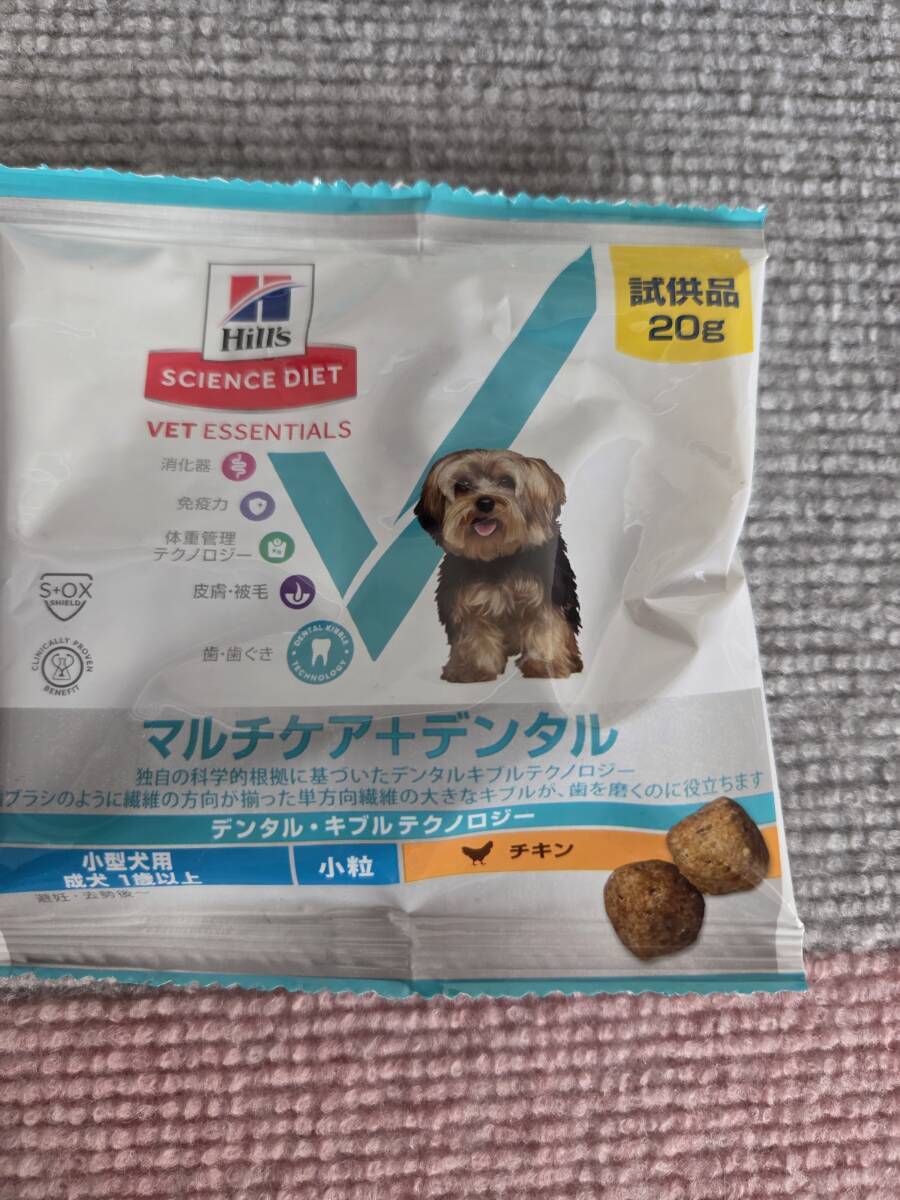 試供品
20g
Hill's
SCIENCE DIET
VET ESSENTIALS
消化器
免疫力
体重管理
テクノロジー
皮膚・被毛
歯・歯ぐき
DENTAL KIBBLE TECHNOLOGY
S+OX
SHIELD
CLINICALLY PROVEN BENEFIT
マルチケア+デンタル
独自の科学的根拠に基づいたデンタルキブルテクノロジー
ブラシのように繊維の方向が揃った単方向繊維の大きなキブルが、歯を磨くのに役立ちます
デンタル・キブル テクノロジー
小型犬用
成犬 1歳以上
小粒
チキン
避妊・去勢後〜